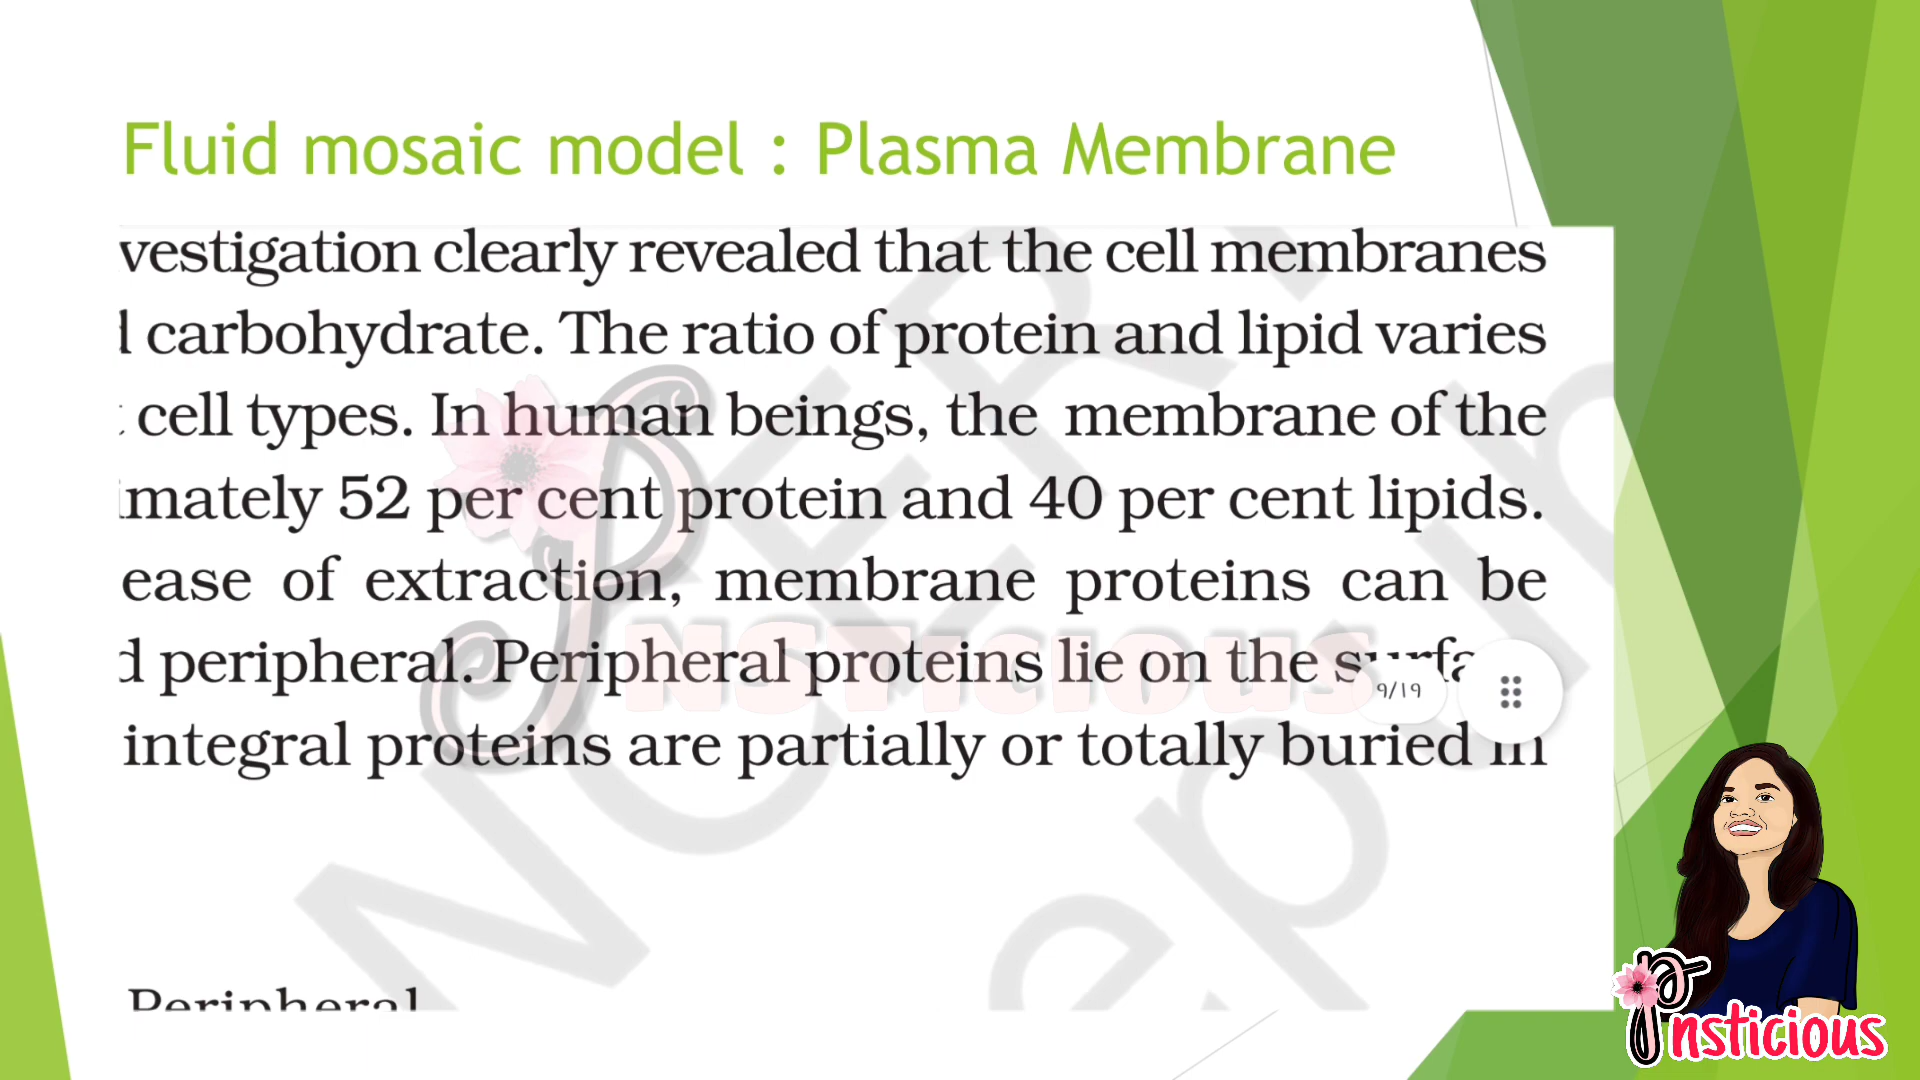 Fluid mosaic model : Plasma Membrane
vestigation clearly revealed that the cell membranes
carbohydrate. The ratio of protein and lipid varies
cell types. In human beings, the membrane of the
imately 52 per cent protein and 40 per cent lipids.
ease of extraction, membrane proteins can be
d peripheral. Peripheral proteins lie on the
9/19
integral proteins are partially or totally buried in
Peripheral
NCERT
Insticious
Insticious